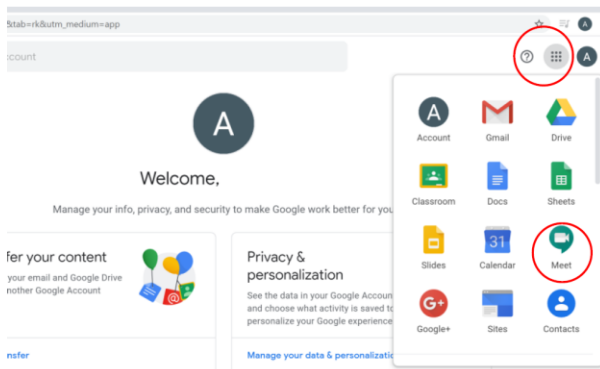 &tab=rk&utm_medium=app
A
ccount
A
A
Welcome,
Manage your info, privacy, and security to make Google work better for you
fer your content
your email and Google Drive
nother Google Account
nsfer
Privacy &
personalization
See the data in your Google Accoun
and choose what activity is saved to
personalize your Google experience
Manage your data & personalizatio
A
Account Gmail Drive
Classroom Docs Sheets
31
Slides Calendar Meet
G+
Google+ Sites Contacts